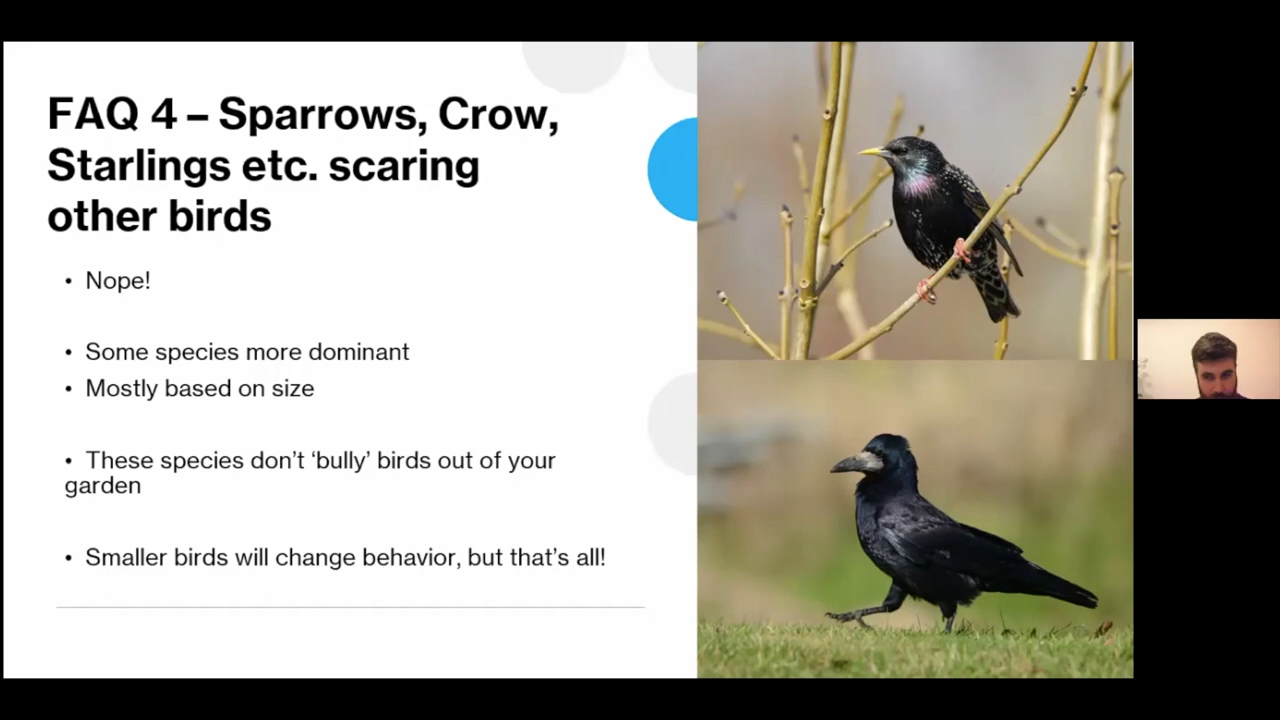 FAQ 4 – Sparrows, Crow,
Starlings etc. scaring
other birds
• Nope!
• Some species more dominant
• Mostly based on size
• These species don’t ‘bully’ birds out of your
garden
• Smaller birds will change behavior, but that’s all!